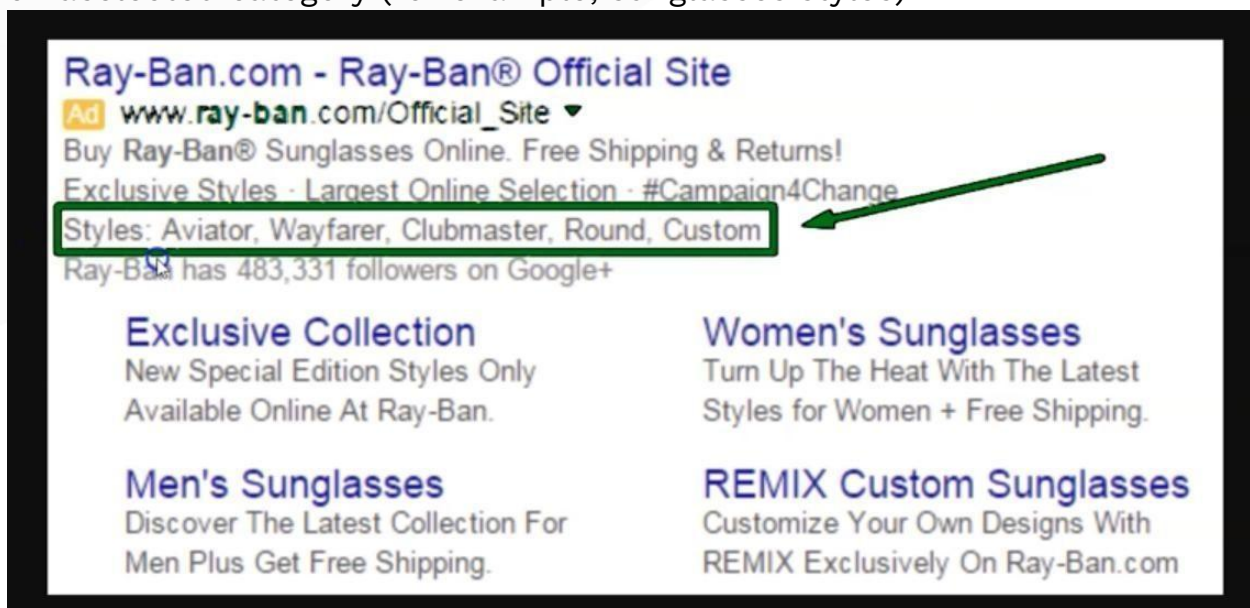 Ray-Ban.com - Ray-Ban® Official Site
Ad www.ray-ban.com/Official_Site
Buy Ray-Ban® Sunglasses Online. Free Shipping & Returns!
Exclusive Styles · Largest Online Selection · #Campaign4Change
Styles: Aviator, Wayfarer, Clubmaster, Round, Custom
Ray-Ban has 483,331 followers on Google+
Exclusive Collection
New Special Edition Styles Only
Available Online At Ray-Ban.
Women's Sunglasses
Turn Up The Heat With The Latest
Styles for Women + Free Shipping.
Men's Sunglasses
Discover The Latest Collection For
Men Plus Get Free Shipping.
REMIX Custom Sunglasses
Customize Your Own Designs With
REMIX Exclusively On Ray-Ban.com